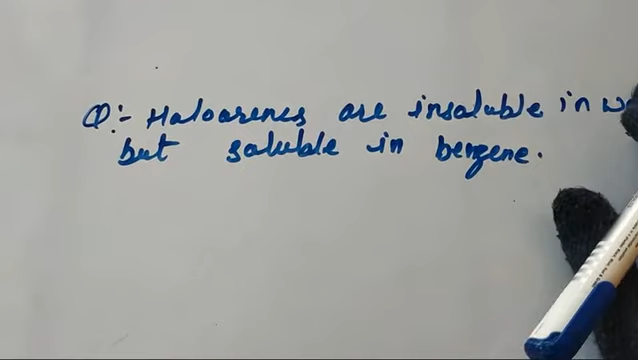 Q:- Haloarenes are insoluble in
but soluble in benzene.